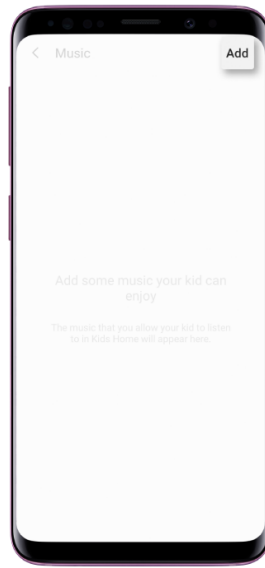 Music
Add
Add some music your kid can
enjoy
The music that you allow your kid to listen
to in Kids Home will appear here.